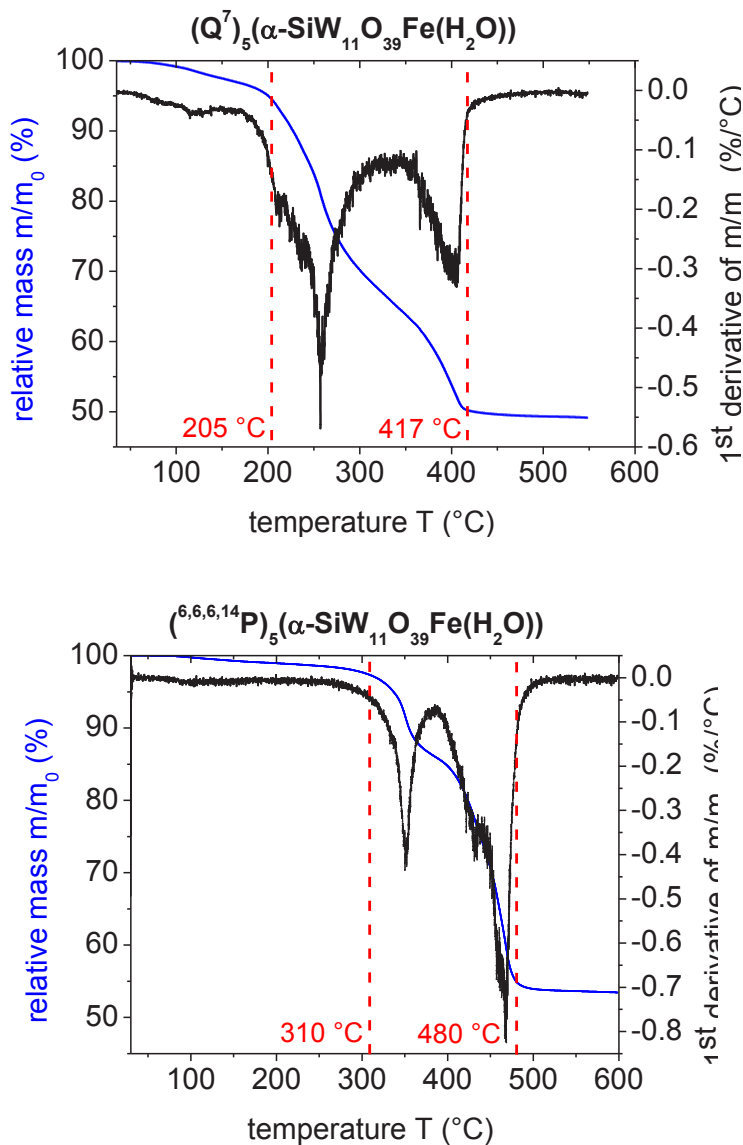 (Q⁷)₅(α-SiW₁₁O₃₉Fe(H₂O))
relative mass m/m₀ (%)
100
90
80
70
60
50
0.0
-0.1
-0.2
-0.3
-0.4
-0.5
-0.6
1ˢᵗ derivative of m/m (%/°C)
205 °C
417 °C
100 200 300 400 500 600
temperature T (°C)
(⁶,⁶,⁶,¹⁴P)₅(α-SiW₁₁O₃₉Fe(H₂O))
relative mass m/m₀ (%)
100
90
80
70
60
50
0.0
-0.1
-0.2
-0.3
-0.4
-0.5
-0.6
-0.7
-0.8
1ˢᵗ derivative of m/m (%/°C)
310 °C
480 °C
100 200 300 400 500 600
temperature T (°C)